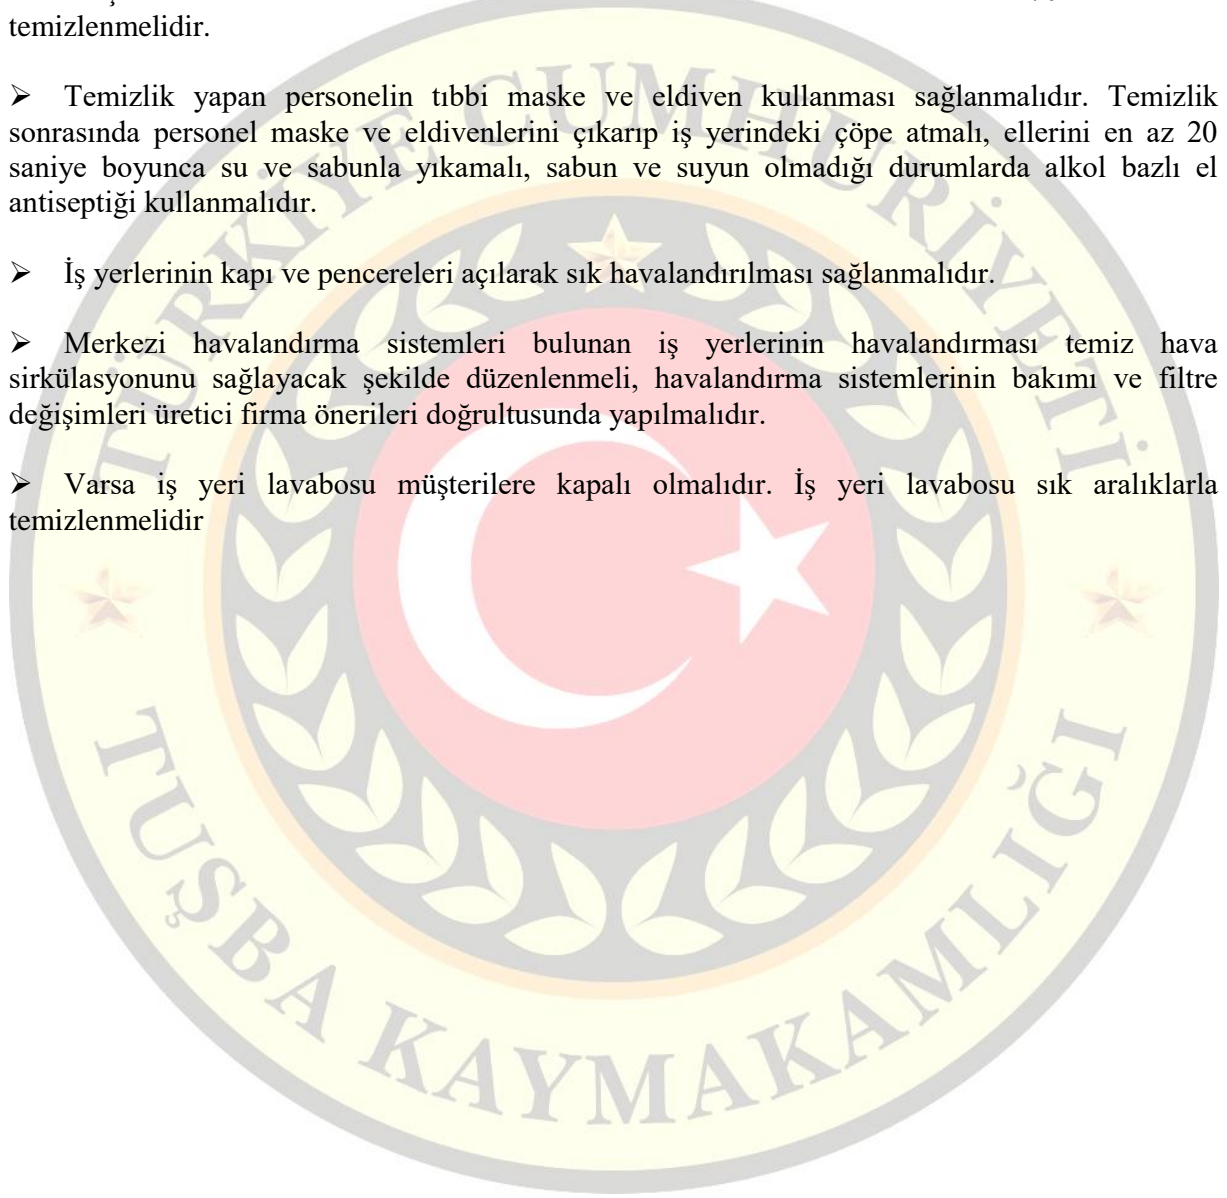 temizlenmelidir.
➢ Temizlik yapan personelin tıbbi maske ve eldiven kullanması sağlanmalıdır. Temizlik
sonrasında personel maske ve eldivenlerini çıkarıp iş yerindeki çöpe atmalı, ellerini en az 20
saniye boyunca su ve sabunla yıkamalı, sabun ve suyun olmadığı durumlarda alkol bazlı el
antiseptiği kullanmalıdır.
➢ İş yerlerinin kapı ve pencereleri açılarak sık havalandırılması sağlanmalıdır.
➢ Merkezi havalandırma sistemleri bulunan iş yerlerinin havalandırması temiz hava
sirkülasyonunu sağlayacak şekilde düzenlenmeli, havalandırma sistemlerinin bakımı ve filtre
değişimleri üretici firma önerileri doğrultusunda yapılmalıdır.
➢ Varsa iş yeri lavabosu müşterilere kapalı olmalıdır. İş yeri lavabosu sık aralıklarla
temizlenmelidir
TÜRKİYE CUMHURİYETİ
TUŞBA KAYMAKAMLIĞI